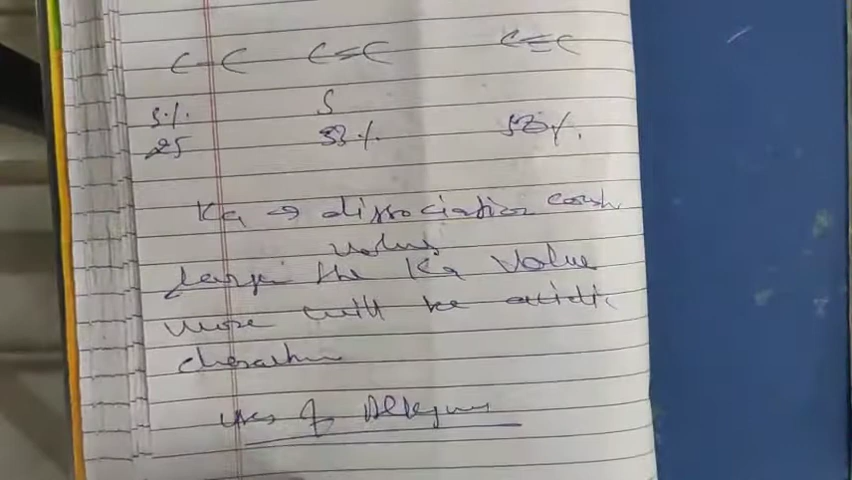 C-C C=C C≡C
S% S
25 33% 50%
Ka → dissociation const
value
larger the Ka value
more will be acidic
character
uses of Alkynes